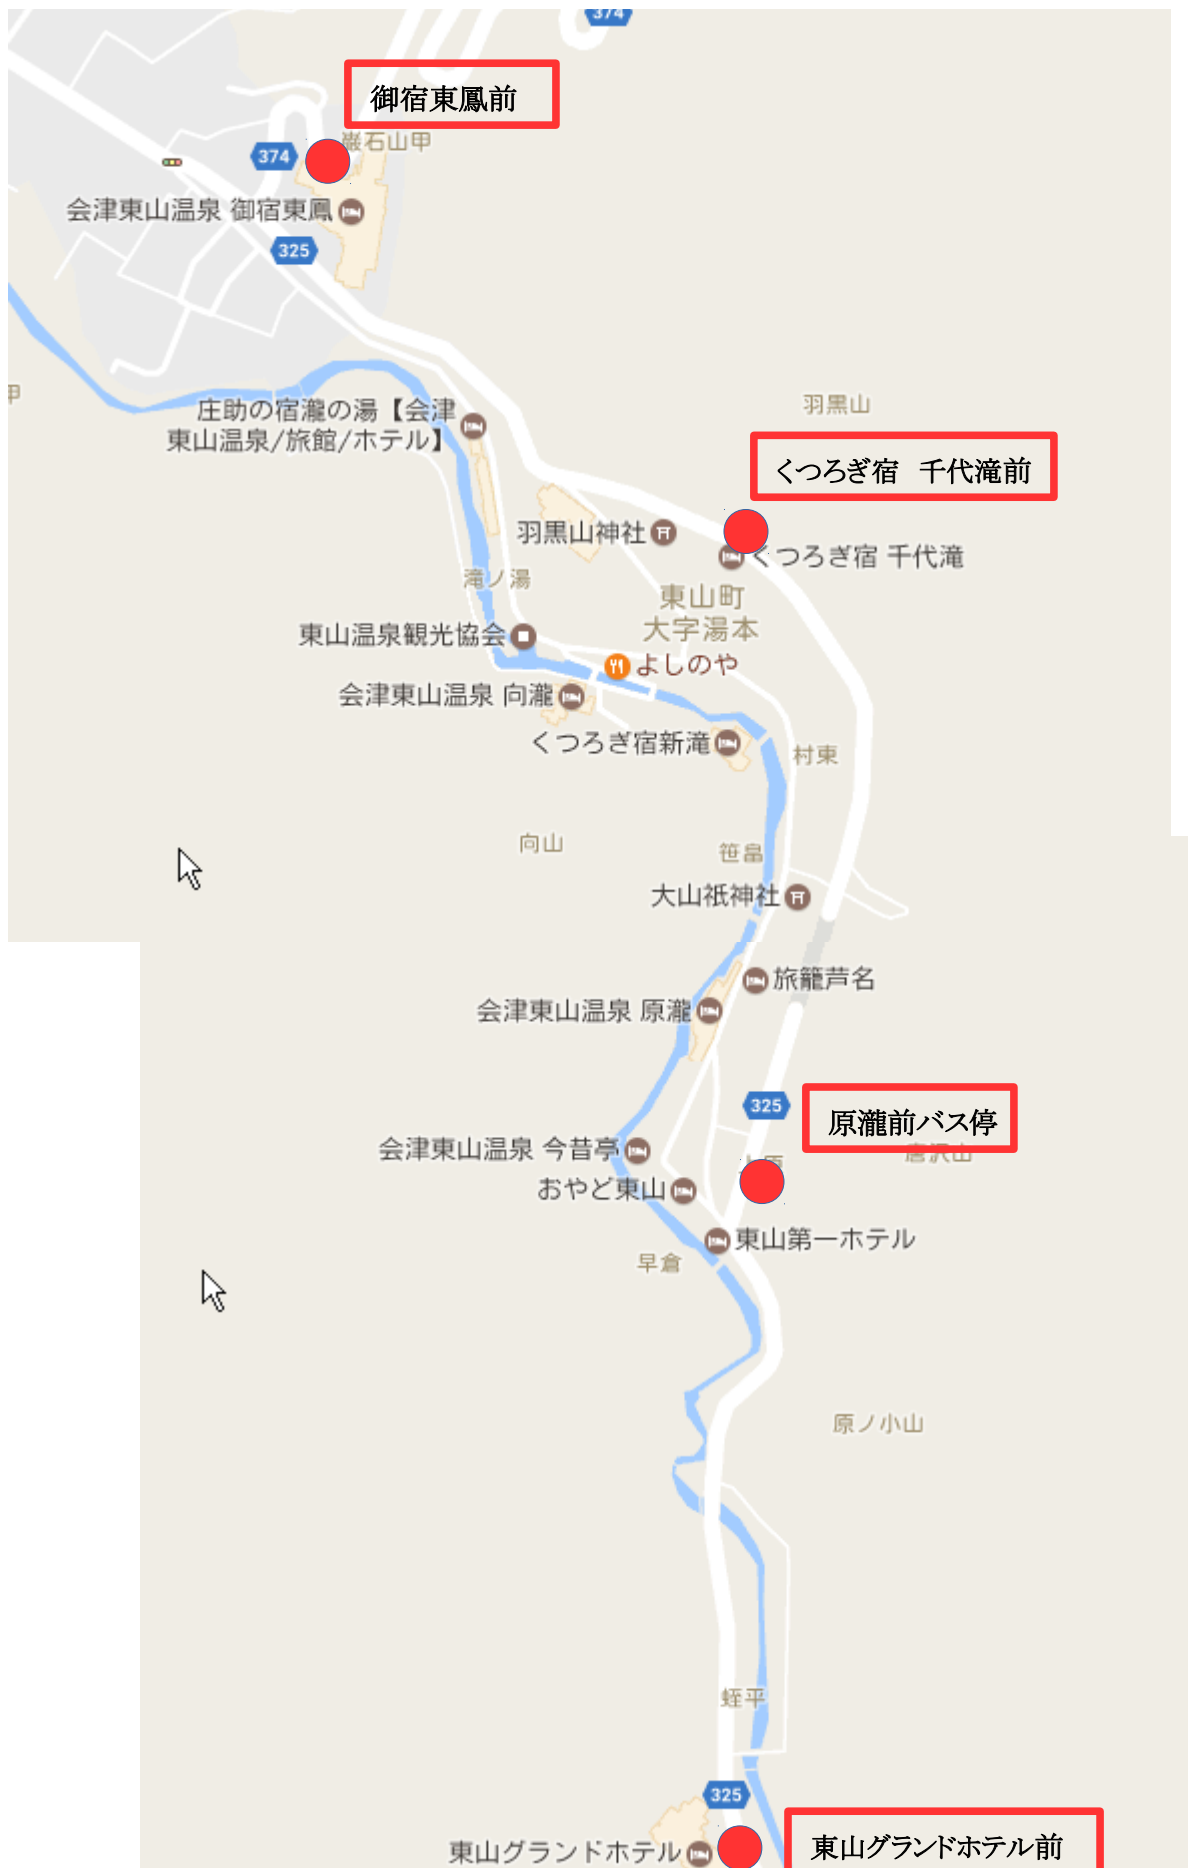 374
御宿東鳳前
巌石山甲
374
会津東山温泉 御宿東鳳
325
甲
羽黒山
庄助の宿瀧の湯【会津
東山温泉/旅館/ホテル】
くつろぎ宿 千代滝前
羽黒山神社
くつろぎ宿 千代滝
滝ノ湯
東山町
大字湯本
東山温泉観光協会
よしのや
会津東山温泉 向瀧
くつろぎ宿新滝
村東
向山
笹畠
大山祇神社
旅籠芦名
会津東山温泉 原瀧
325
原瀧前バス停
会津東山温泉 今昔亭
唐沢山
おやど東山
東山第一ホテル
早倉
原ノ小山
蛭平
325
東山グランドホテル前
東山グランドホテル